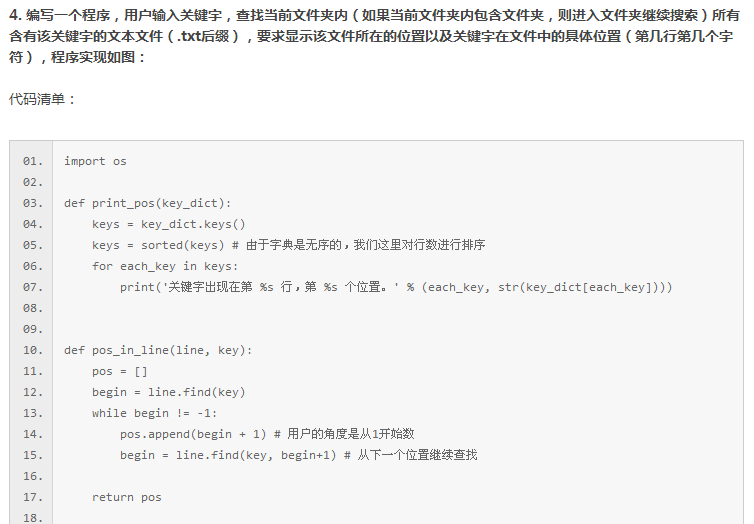 4. 编写一个程序，用户输入关键字，查找当前文件夹内（如果当前文件夹内包含文件夹，则进入文件夹继续搜索）所有
含有该关键字的文本文件（.txt后缀），要求显示该文件所在的位置以及关键字在文件中的具体位置（第几行第几个字
符），程序实现如图：
代码清单：
01. import os
02.
03. def print_pos(key_dict):
04.     keys = key_dict.keys()
05.     keys = sorted(keys) # 由于字典是无序的，我们这里对行数进行排序
06.     for each_key in keys:
07.         print('关键字出现在第 %s 行，第 %s 个位置。' % (each_key, str(key_dict[each_key])))
08.
09.
10. def pos_in_line(line, key):
11.     pos = []
12.     begin = line.find(key)
13.     while begin != -1:
14.         pos.append(begin + 1) # 用户的角度是从1开始数
15.         begin = line.find(key, begin+1) # 从下一个位置继续查找
16.
17.     return pos
18.